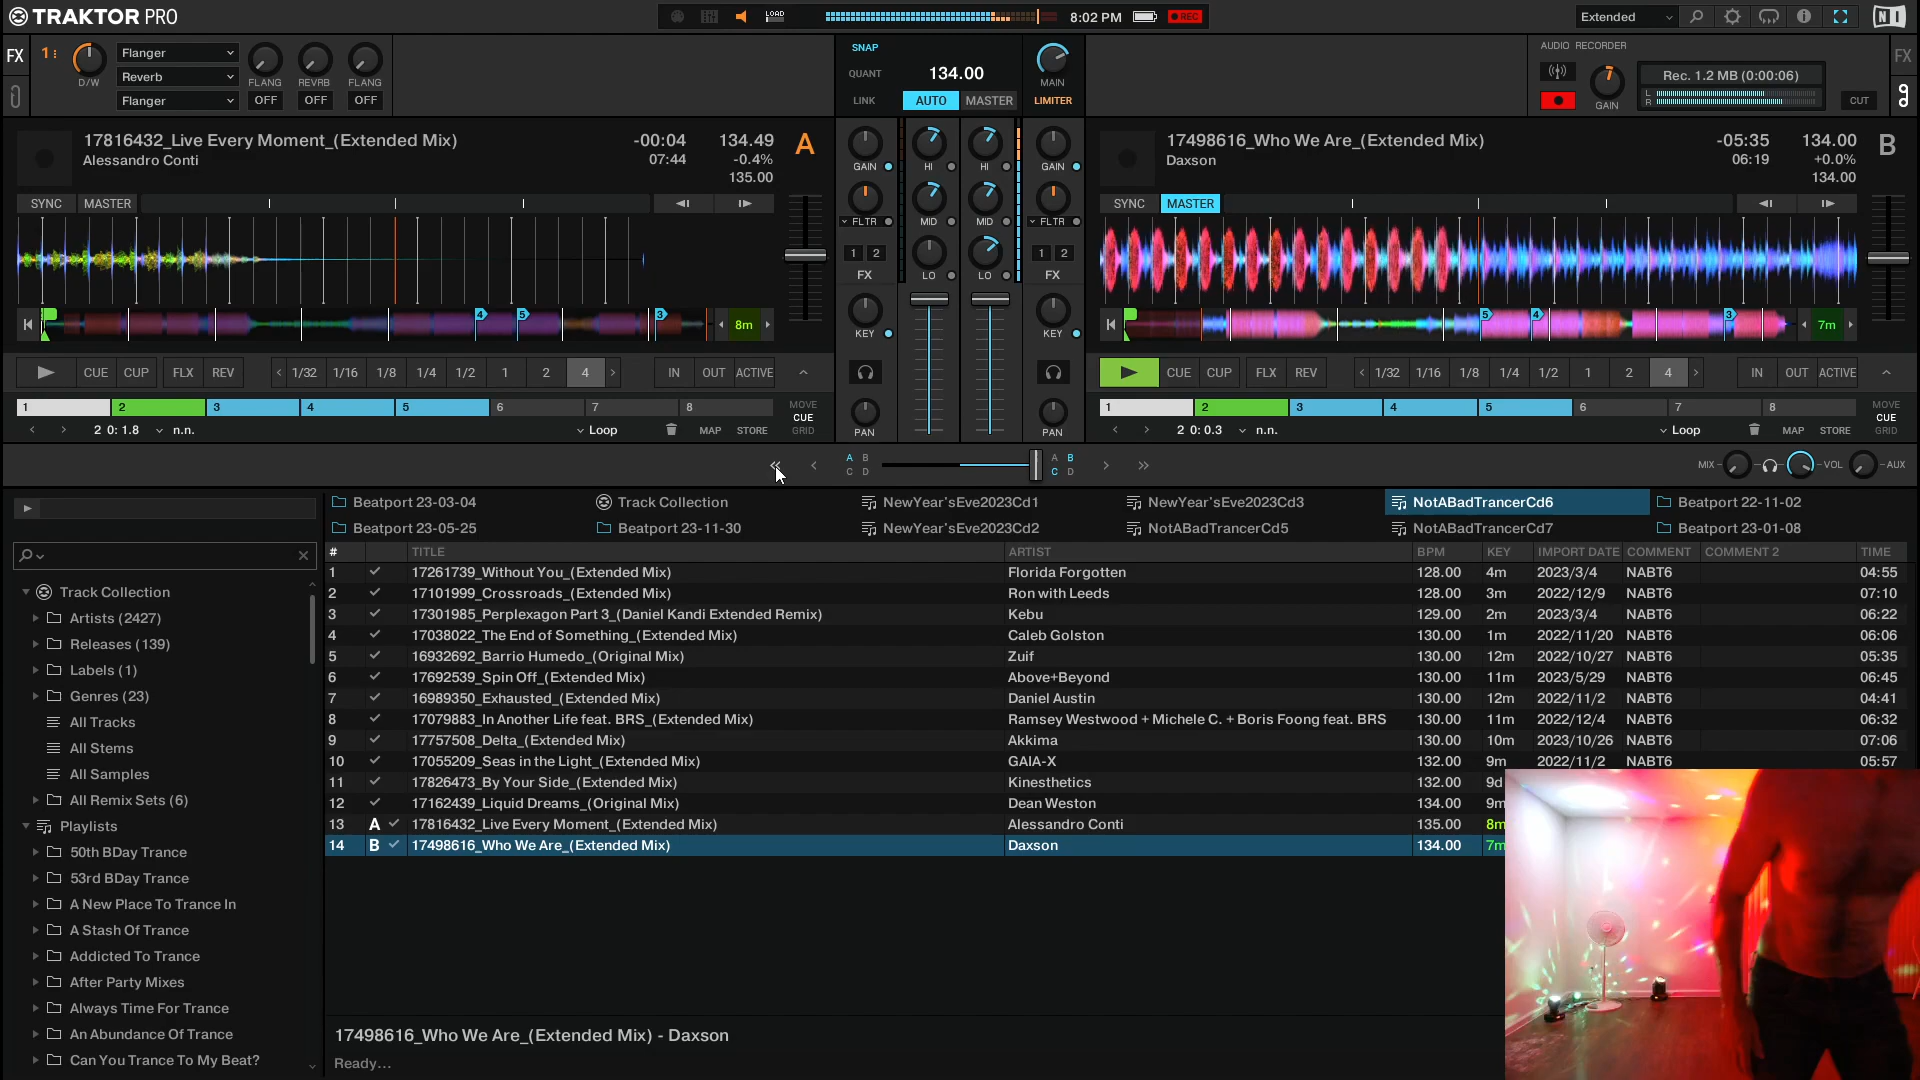 TRAKTOR PRO
LOAD
8:02 PM
REC
Extended
FX
1
D/W
Flanger
Reverb
Flanger
FLANG REVRB FLANG
OFF OFF OFF
SNAP
QUANT
LINK
134.00
AUTO MASTER
MAIN
LIMITER
AUDIO RECORDER
GAIN
Rec. 1.2 MB (0:00:06)
L
R
CUT
FX
17816432_Live Every Moment_(Extended Mix)
Alessandro Conti
-00:04
07:44
134.49
-0.4%
135.00
A
SYNC MASTER
8m
CUE CUP FLX REV 1/32 1/16 1/8 1/4 1/2 1 2 4 IN OUT ACTIVE
1 2 3 4 5 6 7 8
MOVE
CUE
GRID
2 0: 1.8 n.n. Loop MAP STORE
GAIN HI HI GAIN
FLTR MID MID FLTR
1 2 LO LO 1 2
FX FX
KEY KEY
PAN PAN
17498616_Who We Are_(Extended Mix)
Daxson
-05:35
06:19
134.00
+0.0%
134.00
B
SYNC MASTER
7m
CUE CUP FLX REV 1/32 1/16 1/8 1/4 1/2 1 2 4 IN OUT ACTIVE
1 2 3 4 5 6 7 8
MOVE
CUE
GRID
2 0: 0.3 n.n. Loop MAP STORE
A B
C D
A B
C D
MIX VOL AUX
Beatport 23-03-04 Track Collection NewYear'sEve2023Cd1 NewYear'sEve2023Cd3 NotABadTrancerCd6 Beatport 22-11-02
Beatport 23-05-25 Beatport 23-11-30 NewYear'sEve2023Cd2 NotABadTrancerCd5 NotABadTrancerCd7 Beatport 23-01-08
Track Collection
Artists (2427)
Releases (139)
Labels (1)
Genres (23)
All Tracks
All Stems
All Samples
All Remix Sets (6)
Playlists
50th BDay Trance
53rd BDay Trance
A New Place To Trance In
A Stash Of Trance
Addicted To Trance
After Party Mixes
Always Time For Trance
An Abundance Of Trance
Can You Trance To My Beat?
# TITLE ARTIST BPM KEY IMPORT DATE COMMENT COMMENT 2 TIME
1 17261739_Without You_(Extended Mix) Florida Forgotten 128.00 4m 2023/3/4 NABT6 04:55
2 17101999_Crossroads_(Extended Mix) Ron with Leeds 128.00 3m 2022/12/9 NABT6 07:10
3 17301985_Perplexagon Part 3_(Daniel Kandi Extended Remix) Kebu 129.00 2m 2023/3/4 NABT6 06:22
4 17038022_The End of Something_(Extended Mix) Caleb Golston 130.00 1m 2022/11/20 NABT6 06:06
5 16932692_Barrio Humedo_(Original Mix) Zuif 130.00 12m 2022/10/27 NABT6 05:35
6 17692539_Spin Off_(Extended Mix) Above+Beyond 130.00 11m 2023/5/29 NABT6 06:45
7 16989350_Exhausted_(Extended Mix) Daniel Austin 130.00 12m 2022/11/2 NABT6 04:41
8 17079883_In Another Life feat. BRS_(Extended Mix) Ramsey Westwood + Michele C. + Boris Foong feat. BRS 130.00 11m 2022/12/4 NABT6 06:32
9 17757508_Delta_(Extended Mix) Akkima 130.00 10m 2023/10/26 NABT6 07:06
10 17055209_Seas in the Light_(Extended Mix) GAIA-X 132.00 9m 2022/11/2 NABT6 05:57
11 17826473_By Your Side_(Extended Mix) Kinesthetics 132.00 9d
12 17162439_Liquid Dreams_(Original Mix) Dean Weston 134.00 9m
13 A 17816432_Live Every Moment_(Extended Mix) Alessandro Conti 135.00 8m
14 B 17498616_Who We Are_(Extended Mix) Daxson 134.00 7m
17498616_Who We Are_(Extended Mix) - Daxson
Ready...